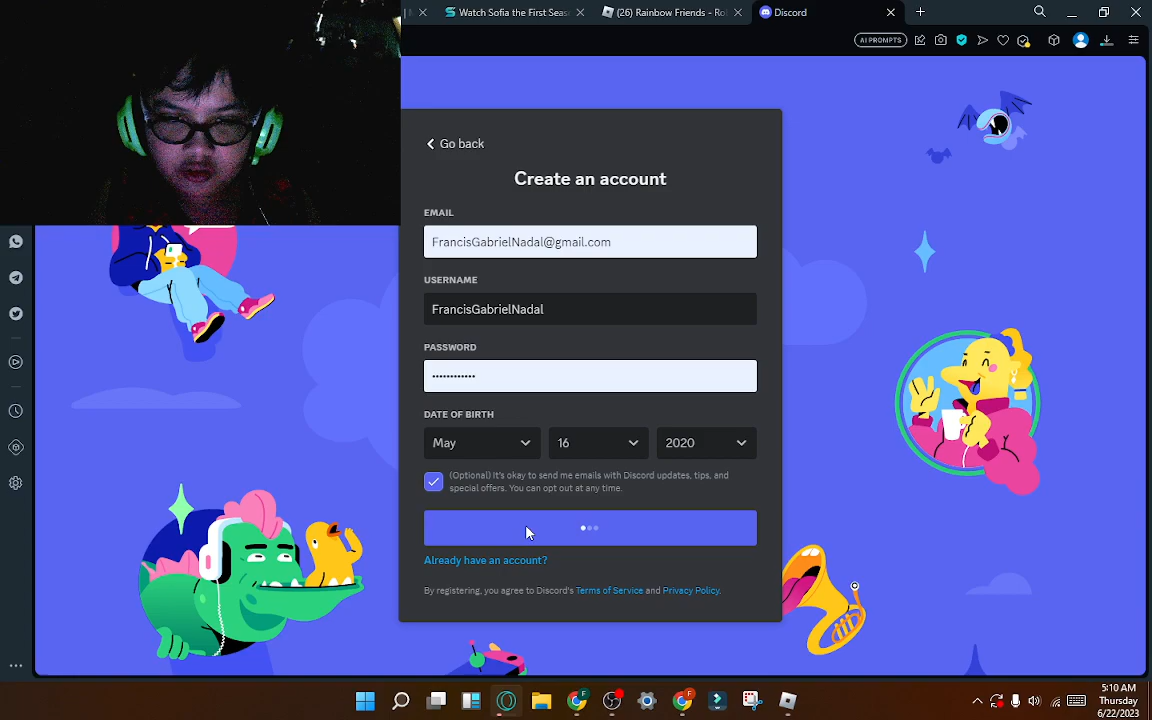 Watch Sofia the First Seas
(26) Rainbow Friends - Ro
Discord
AI PROMPTS
Go back
Create an account
EMAIL
FrancisGabrielNadal@gmail.com
USERNAME
FrancisGabrielNadal
PASSWORD
••••••••••••
DATE OF BIRTH
May 16 2020
(Optional) It's okay to send me emails with Discord updates, tips, and
special offers. You can opt out at any time.
Already have an account?
By registering, you agree to Discord's Terms of Service and Privacy Policy.
5:10 AM
Thursday
6/22/2023